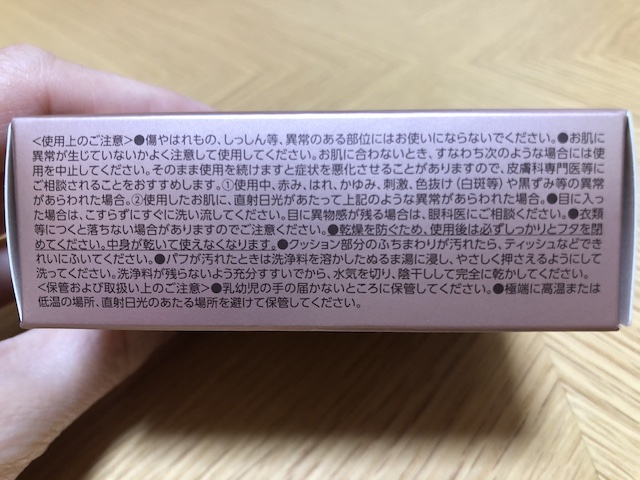 <使用上のご注意>●傷やはれもの、しっしん等、異常のある部位にはお使いにならないでください。●お肌に
異常が生じていないかよく注意して使用してください。お肌に合わないとき、すなわち次のような場合には使
用を中止してください。そのまま使用を続けますと症状を悪化させることがありますので、皮膚科専門医等に
ご相談されることをおすすめします。①使用中、赤み、はれ、かゆみ、刺激、色抜け(白斑等)や黒ずみ等の異常
があらわれた場合。②使用したお肌に、直射日光があたって上記のような異常があらわれた場合。●目に入っ
た場合は、こすらずにすぐに洗い流してください。目に異物感が残る場合は、眼科医にご相談ください。●衣類
等につくと落ちない場合がありますのでご注意ください。●乾燥を防ぐため、使用後は必ずしっかりとフタを閉
めてください。中身が乾いて使えなくなります。●クッション部分のふちまわりが汚れたら、ティッシュなどでき
れいにふいてください。●パフが汚れたときは洗浄料を溶かしたぬるま湯に浸し、やさしく押さえるようにして
洗ってください。洗浄料が残らないよう充分すすいでから、水気を切り、陰干しして完全に乾かしてください。
<保管および取扱い上のご注意>●乳幼児の手の届かないところに保管してください。●極端に高温または
低温の場所、直射日光のあたる場所を避けて保管してください。